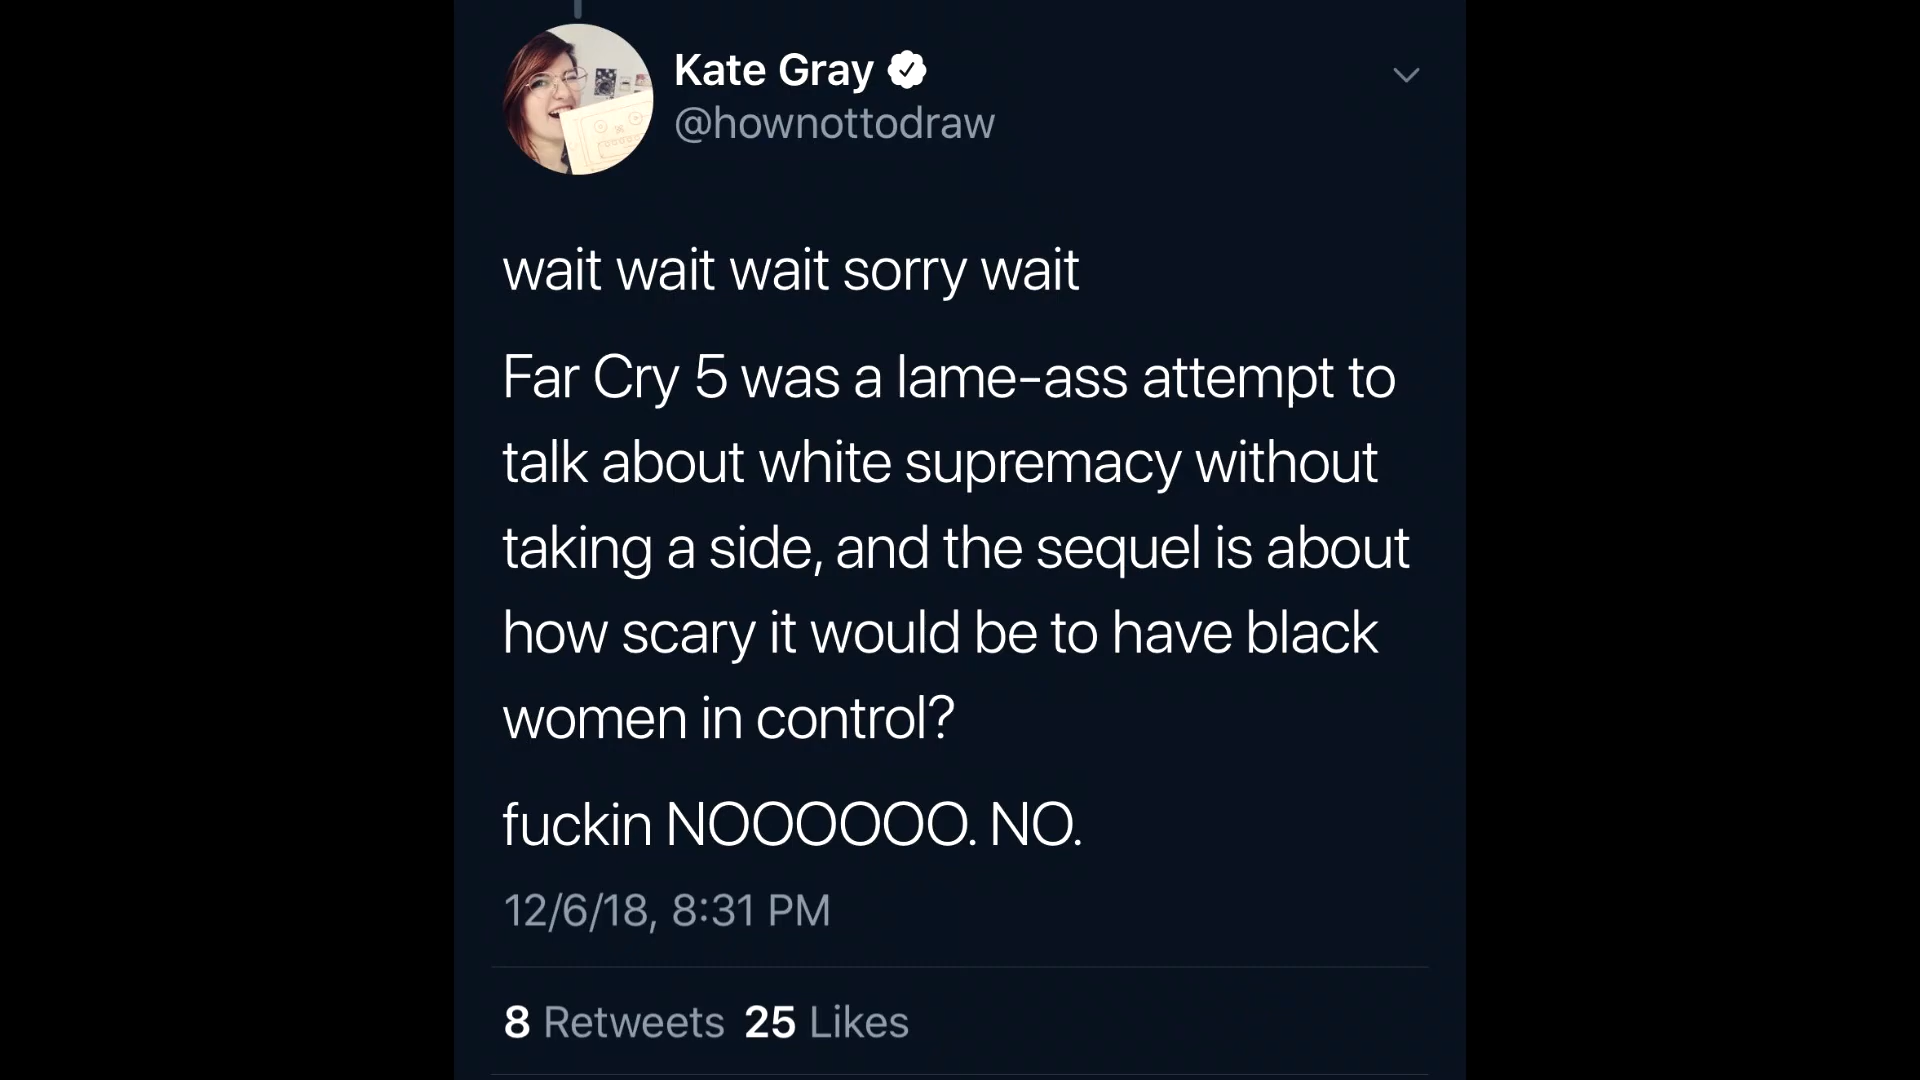 Kate Gray
@hownottodraw
wait wait wait sorry wait
Far Cry 5 was a lame-ass attempt to
talk about white supremacy without
taking a side, and the sequel is about
how scary it would be to have black
women in control?
fuckin NOOOOOO. NO.
12/6/18, 8:31 PM
8 Retweets 25 Likes